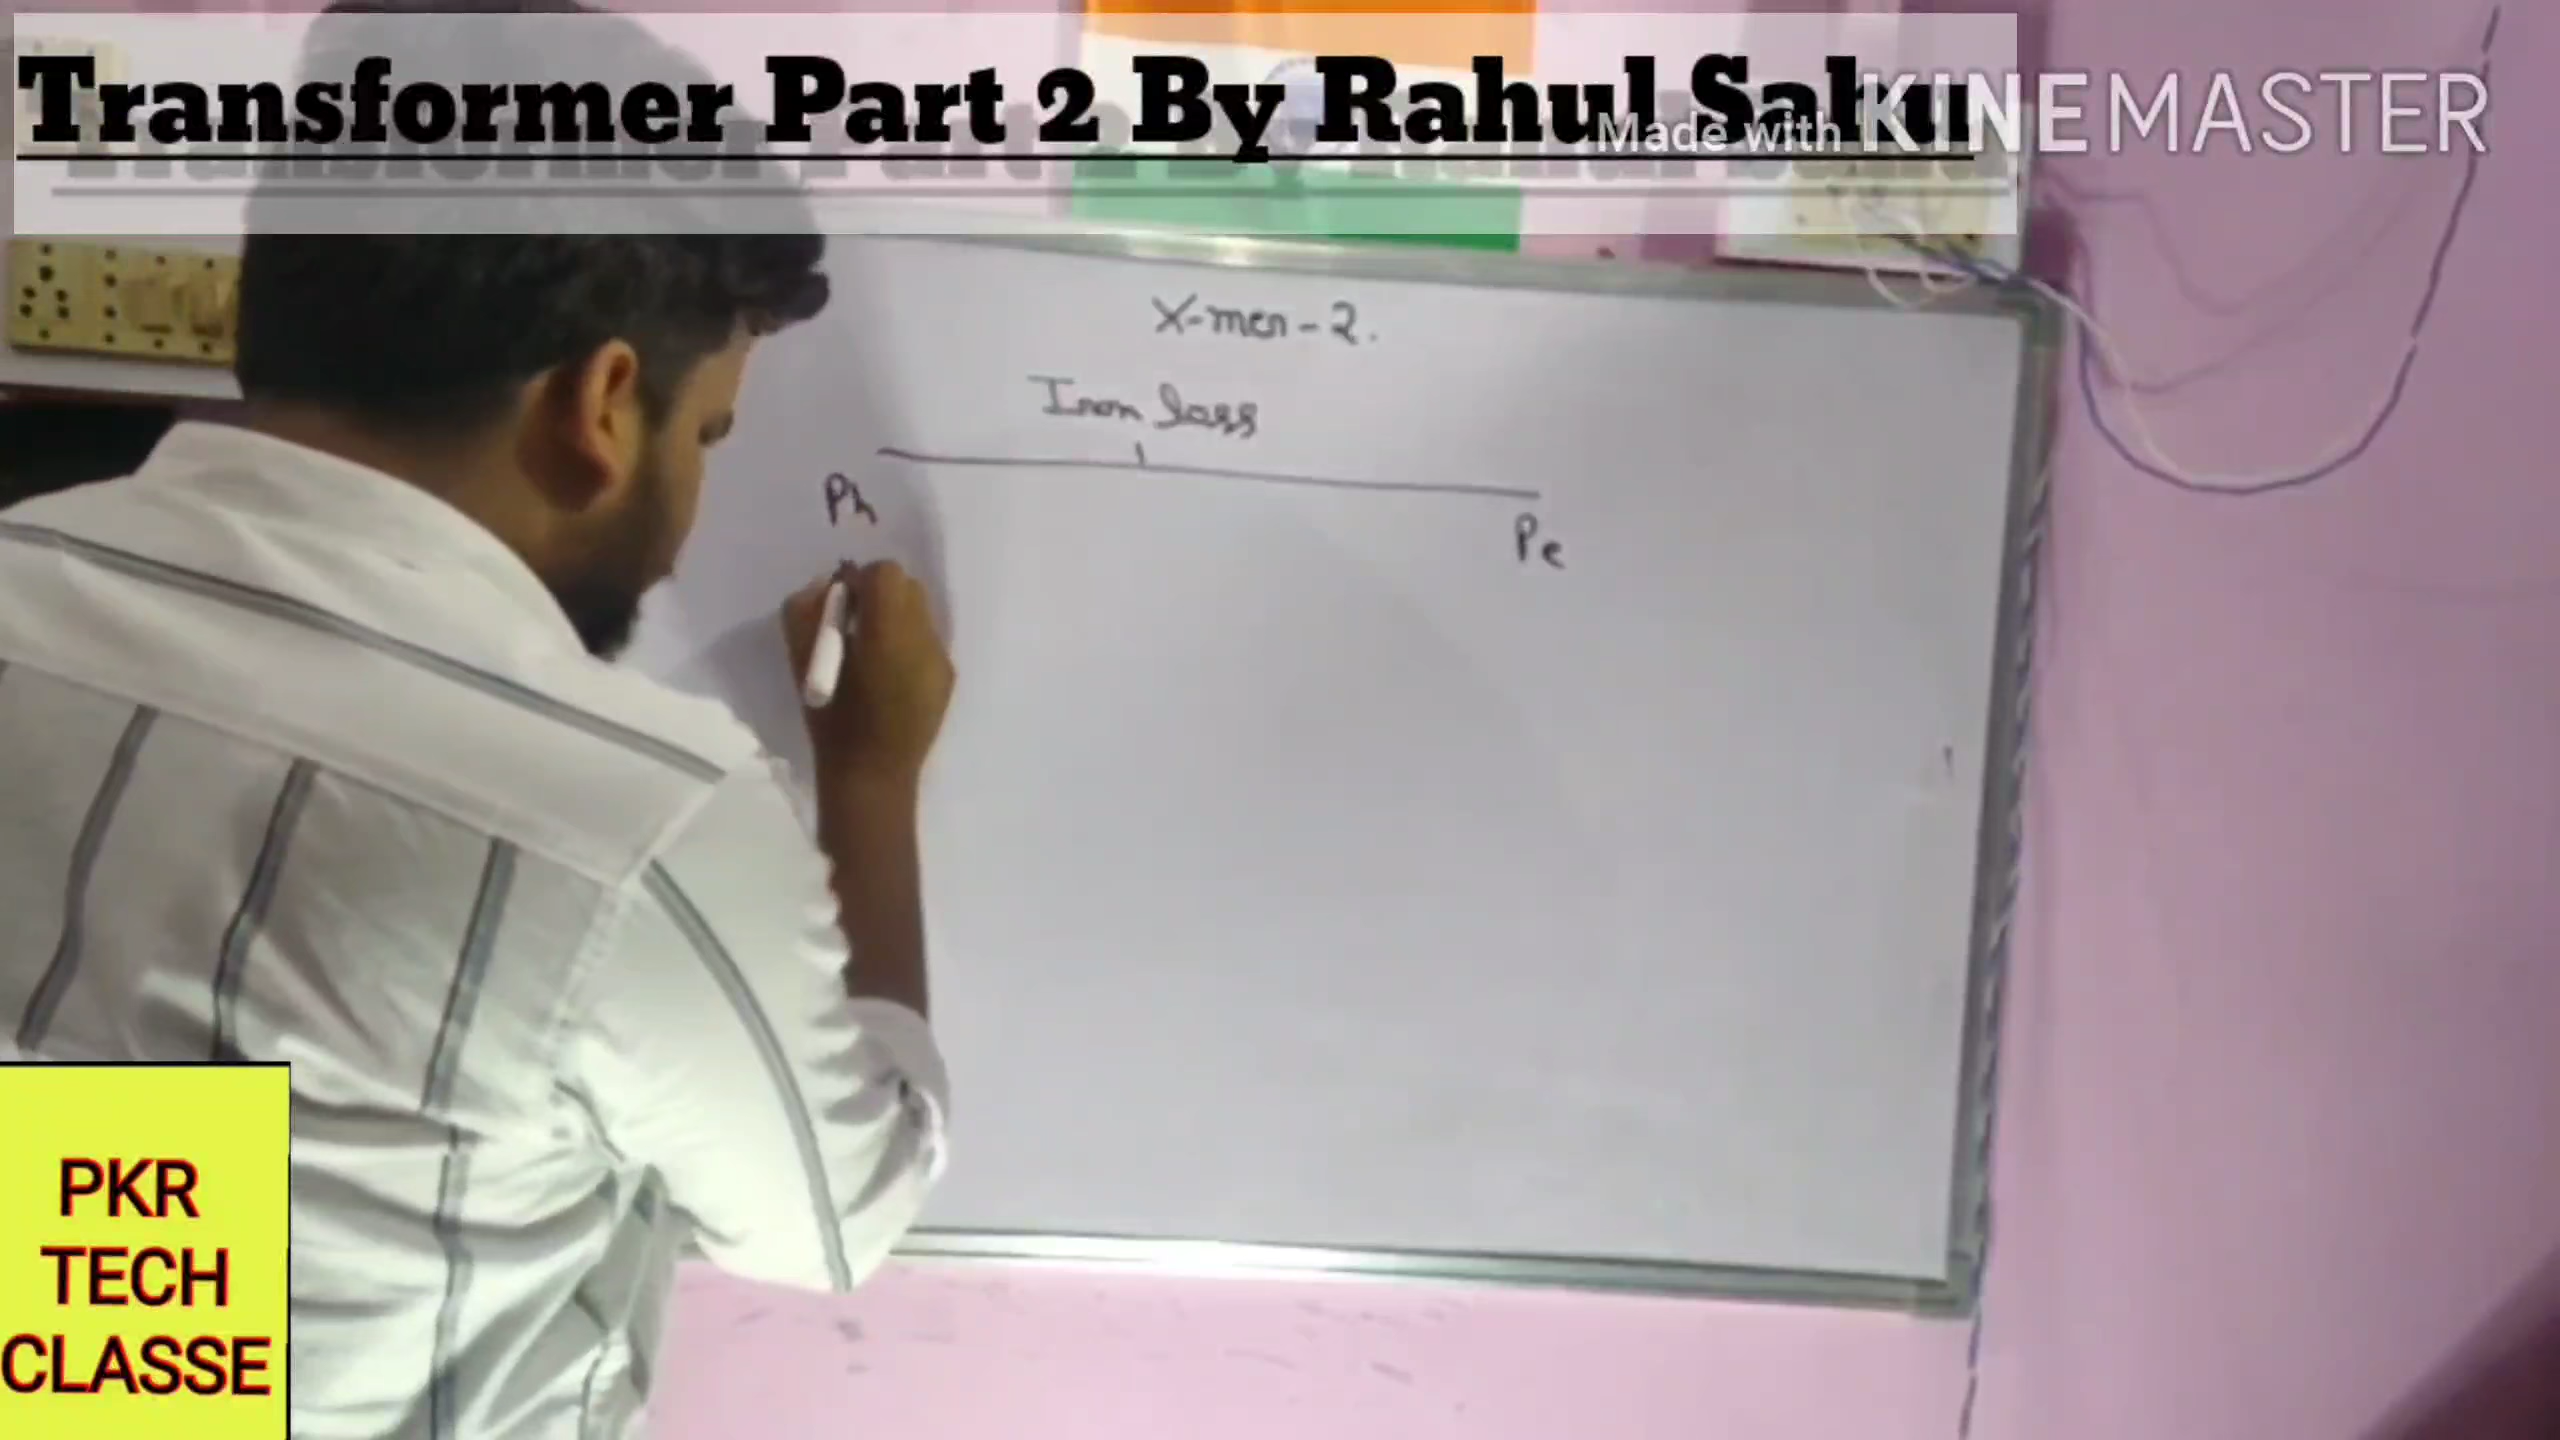 Transformer Part 2 By Rahul Sahu
Made with KINEMASTER
X-mer-2.
Iron loss
Ph
Pe
PKR
TECH
CLASSE